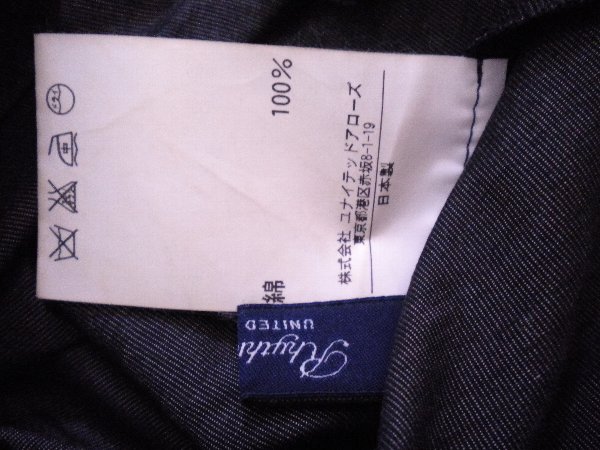 綿 100%
株式会社 ユナイテッドアローズ
東京都港区赤坂8-1-19
日本製
UNITED